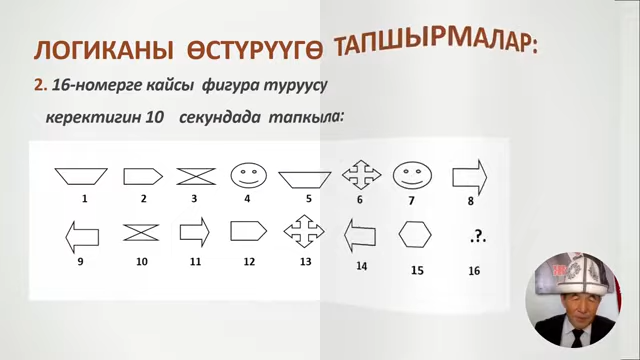 ЛОГИКАНЫ ӨСТҮРҮҮГӨ ТАПШЫРМАЛАР:
2. 16-номерге кайсы фигура туруусу
керектигин 10 секундада тапкыла:
1 2 3 4 5 6 7 8
9 10 11 12 13 14 15 16
.?.